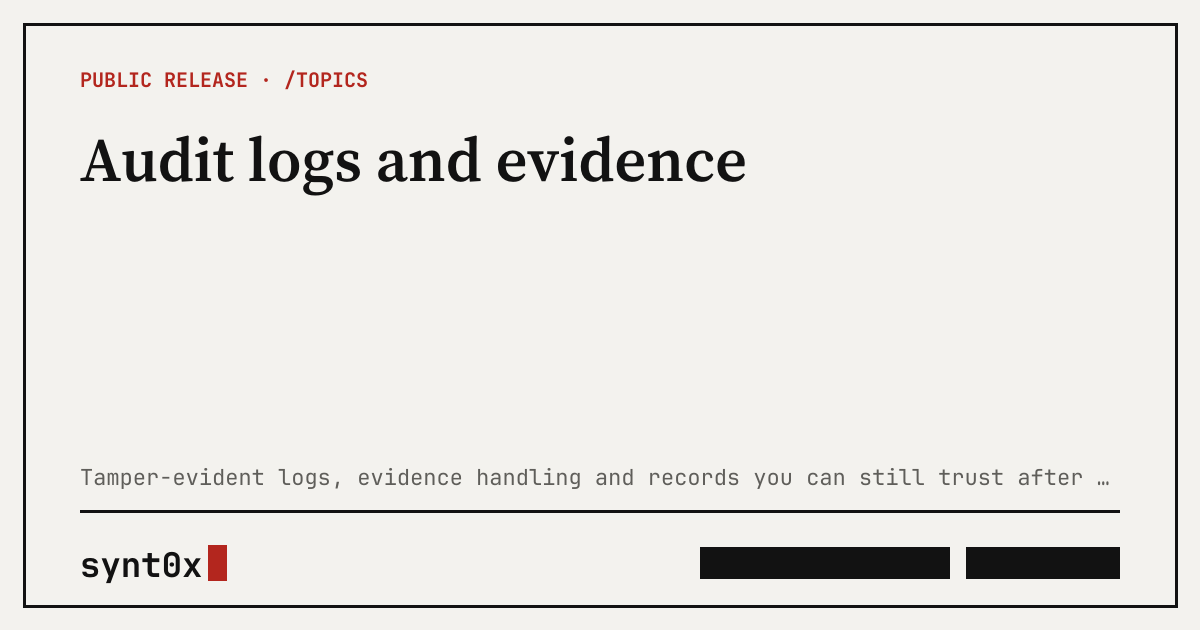 PUBLIC RELEASE · /TOPICS
Audit logs and evidence
Tamper-evident logs, evidence handling and records you can still trust after …
synt0x